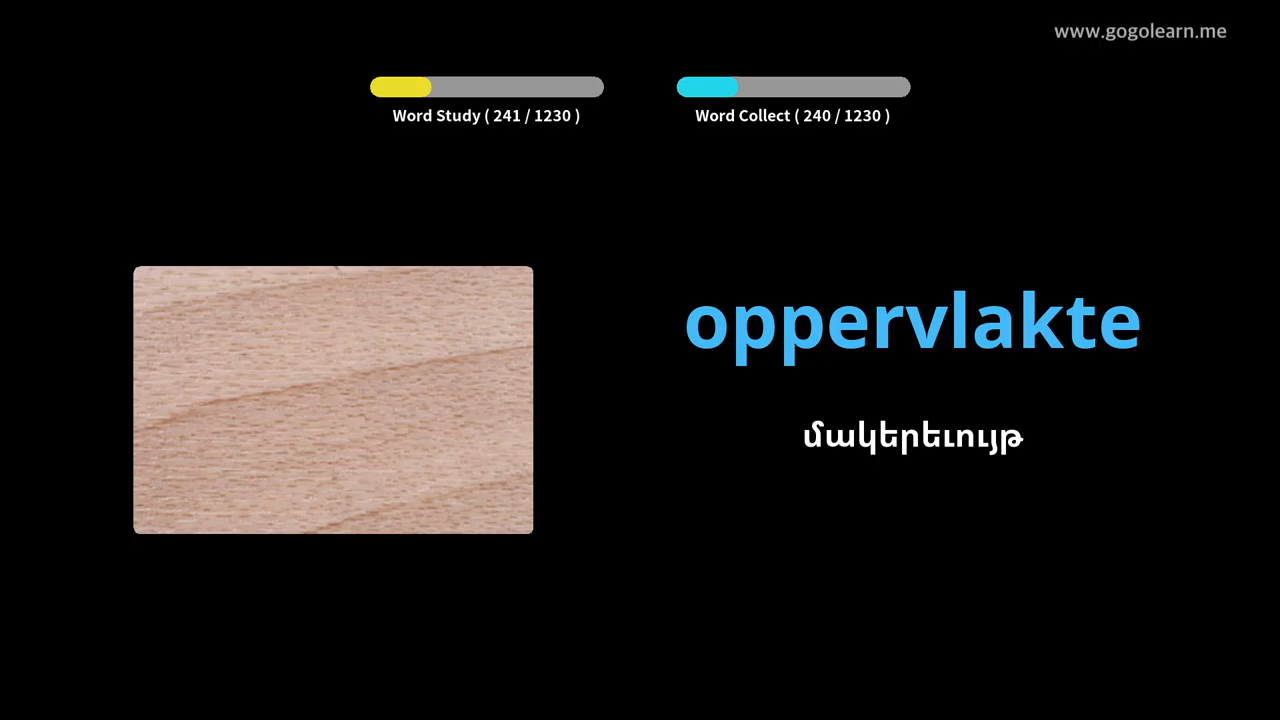 www.gogolearn.me
Word Study ( 241 / 1230 )
Word Collect ( 240 / 1230 )
oppervlakte
մակերեւույթ